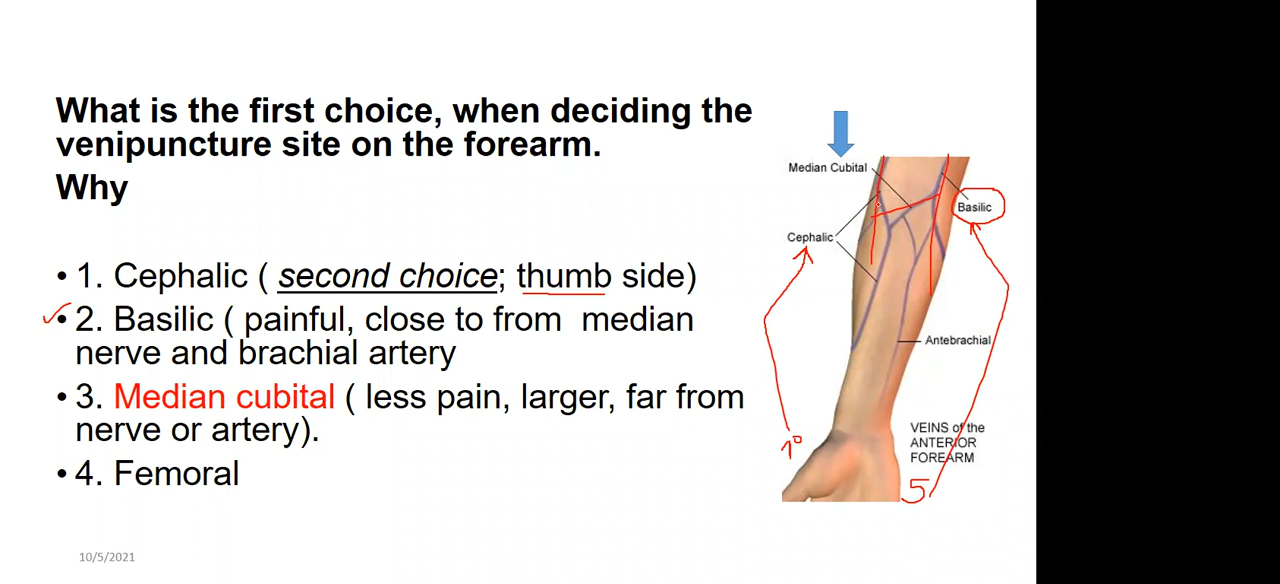 What is the first choice, when deciding the
venipuncture site on the forearm.
Why
• 1. Cephalic ( second choice; thumb side)
• 2. Basilic ( painful, close to from  median
nerve and brachial artery
• 3. Median cubital ( less pain, larger, far from
nerve or artery).
• 4. Femoral
Median Cubital
Basilic
Cephalic
Antebrachial
VEINS of the
ANTERIOR
FOREARM
1°
5
10/5/2021